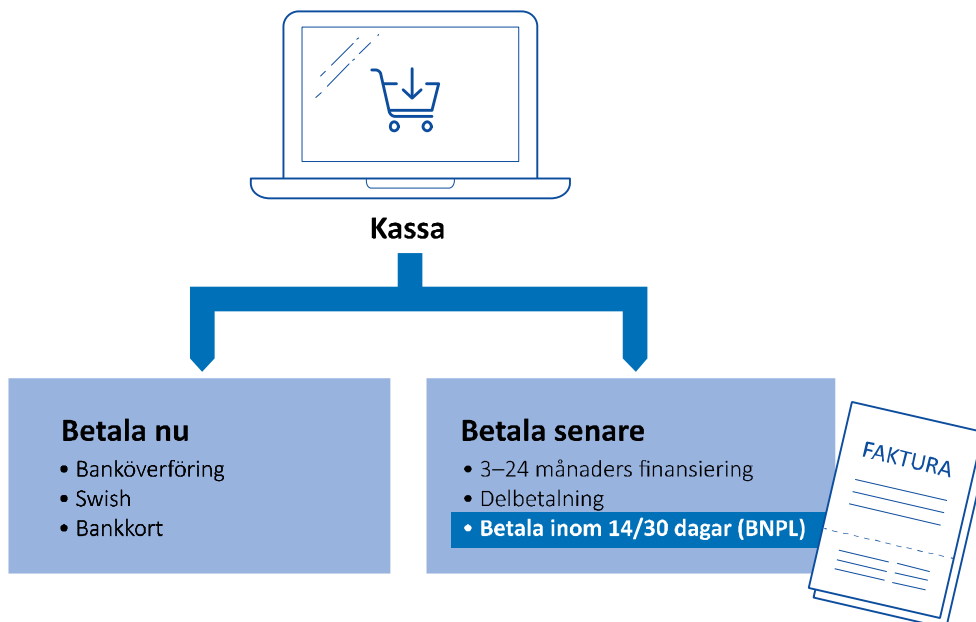 Kassa
Betala nu
• Banköverföring
• Swish
• Bankkort
Betala senare
• 3–24 månaders finansiering
• Delbetalning
• Betala inom 14/30 dagar (BNPL)
FAKTURA